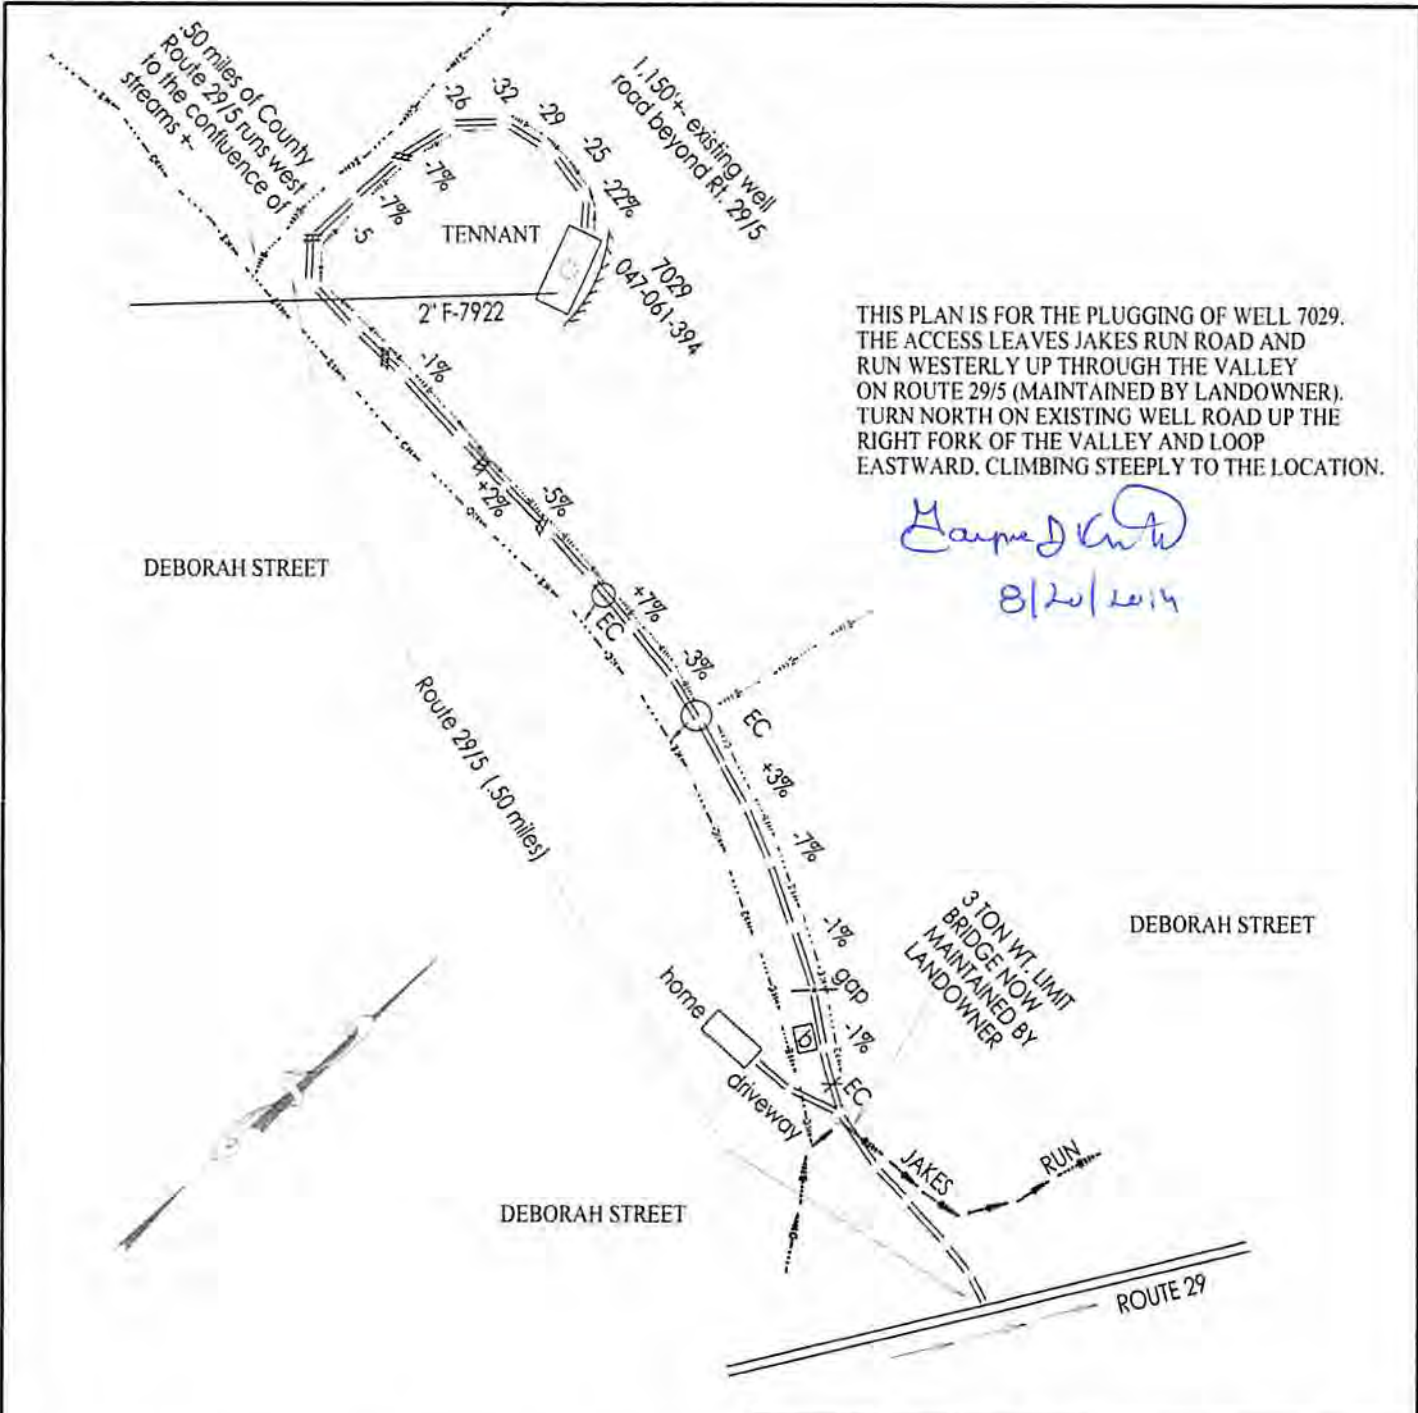 .50 miles of County
Route 29/5 runs west
to the confluence of
streams +-
-26
-32
-29
-25
-22%
1,150'+- existing well
road beyond Rt. 29/5
-7%
-7%
-5
TENNANT
7029
047-061-394
2" F-7922
THIS PLAN IS FOR THE PLUGGING OF WELL 7029.
THE ACCESS LEAVES JAKES RUN ROAD AND
RUN WESTERLY UP THROUGH THE VALLEY
ON ROUTE 29/5 (MAINTAINED BY LANDOWNER).
TURN NORTH ON EXISTING WELL ROAD UP THE
RIGHT FORK OF THE VALLEY AND LOOP
EASTWARD, CLIMBING STEEPLY TO THE LOCATION.
8/20/2014
-1%
+2%
-5%
DEBORAH STREET
+7%
EC
-3%
EC
Route 29/5 (.50 miles)
+3%
-7%
-1%
gap
3 TON WT. LIMIT
BRIDGE NOW
MAINTAINED BY
LANDOWNER
DEBORAH STREET
home
-1%
EC
driveway
JAKES
RUN
DEBORAH STREET
ROUTE 29